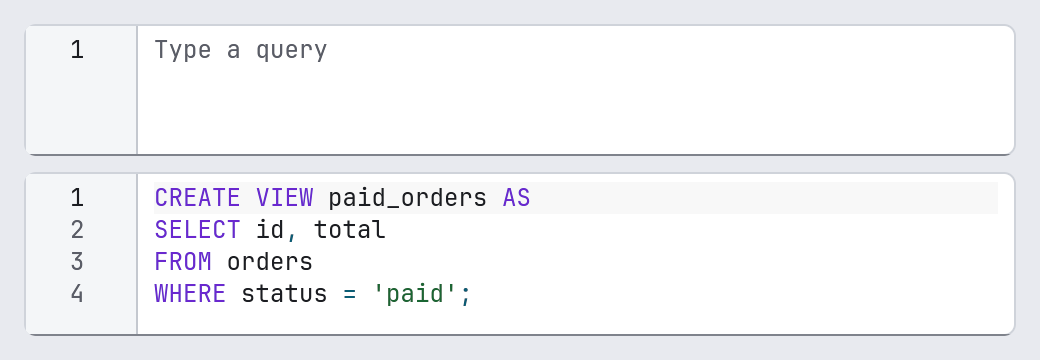 1 Type a query
1 CREATE VIEW paid_orders AS
2 SELECT id, total
3 FROM orders
4 WHERE status = 'paid';